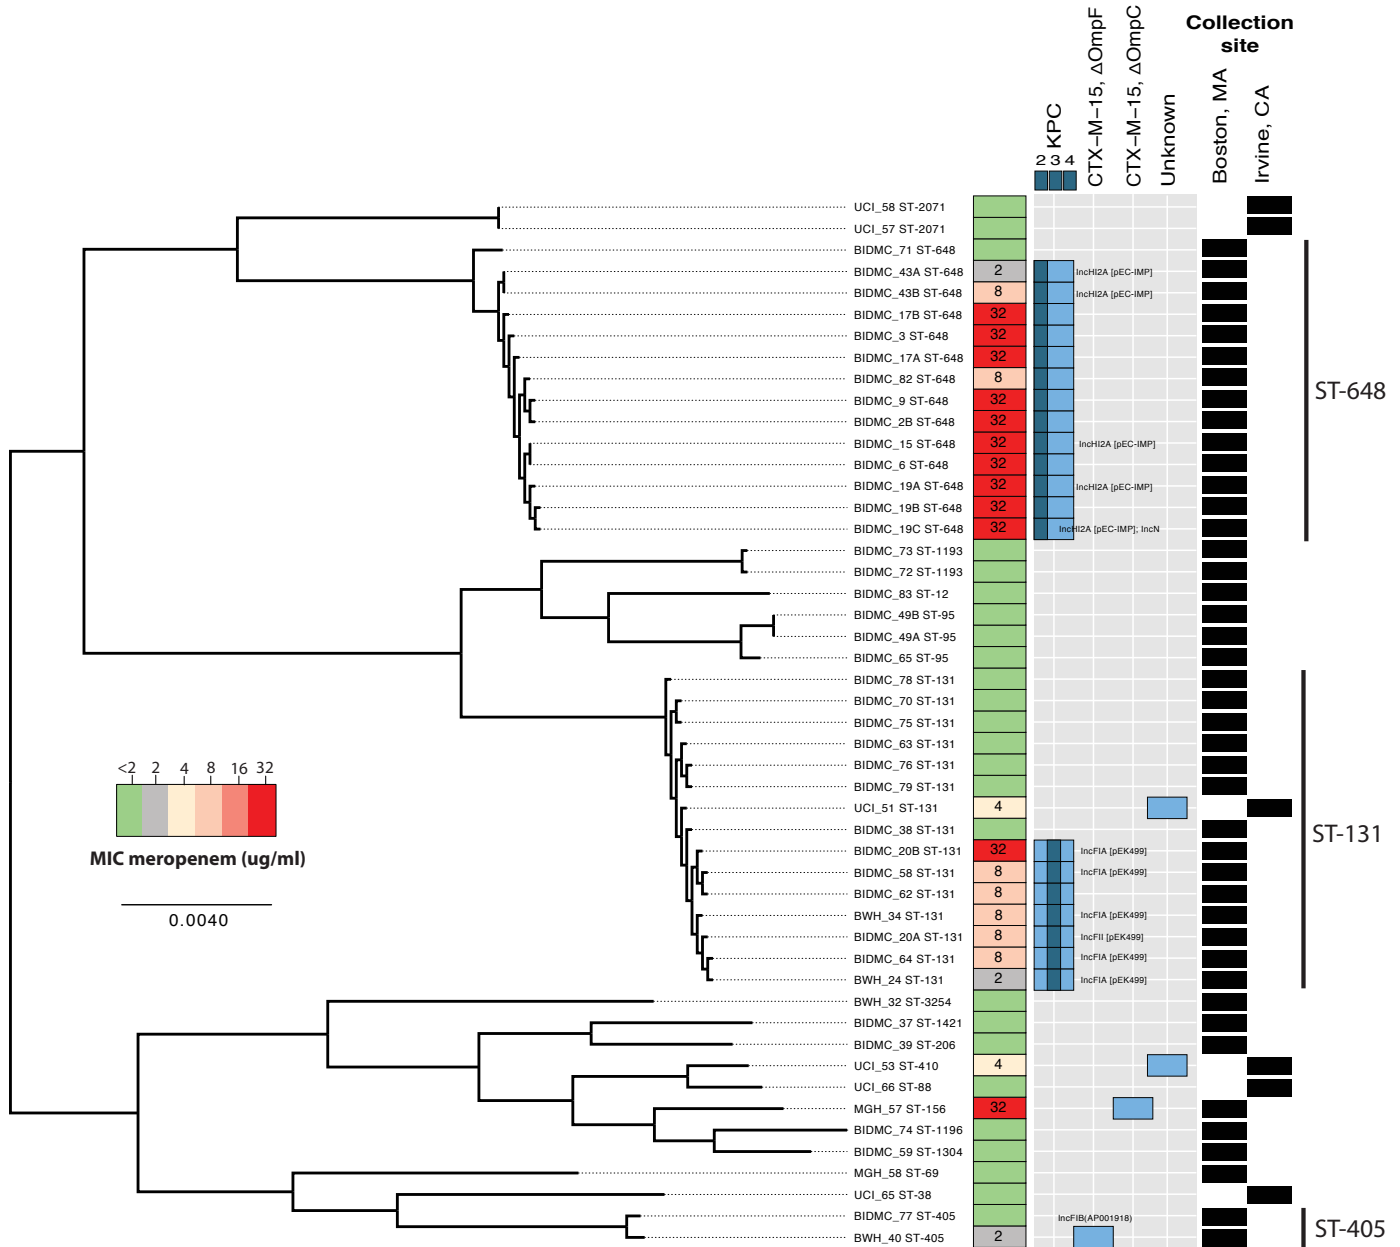 Collection
site
KPC
2 3 4
CTX-M-15, ΔOmpF
CTX-M-15, ΔOmpC
Unknown
Boston, MA
Irvine, CA
UCI_58 ST-2071
UCI_57 ST-2071
BIDMC_71 ST-648
BIDMC_43A ST-648 2 IncHI2A [pEC-IMP]
BIDMC_43B ST-648 8 IncHI2A [pEC-IMP]
BIDMC_17B ST-648 32
BIDMC_3 ST-648 32
BIDMC_17A ST-648 32
BIDMC_82 ST-648 8
ST-648
BIDMC_9 ST-648 32
BIDMC_2B ST-648 32
BIDMC_15 ST-648 32 IncHI2A [pEC-IMP]
BIDMC_6 ST-648 32
BIDMC_19A ST-648 32 IncHI2A [pEC-IMP]
BIDMC_19B ST-648 32
BIDMC_19C ST-648 32 IncHI2A [pEC-IMP]; IncN
BIDMC_73 ST-1193
BIDMC_72 ST-1193
BIDMC_83 ST-12
BIDMC_49B ST-95
BIDMC_49A ST-95
BIDMC_65 ST-95
BIDMC_78 ST-131
BIDMC_70 ST-131
BIDMC_75 ST-131
BIDMC_63 ST-131
BIDMC_76 ST-131
BIDMC_79 ST-131
UCI_51 ST-131 4
BIDMC_38 ST-131
ST-131
BIDMC_20B ST-131 32 IncFIA [pEK499]
BIDMC_58 ST-131 8 IncFIA [pEK499]
BIDMC_62 ST-131 8
BWH_34 ST-131 8 IncFIA [pEK499]
BIDMC_20A ST-131 8 IncFII [pEK499]
BIDMC_64 ST-131 8 IncFIA [pEK499]
BWH_24 ST-131 2 IncFIA [pEK499]
BWH_32 ST-3254
BIDMC_37 ST-1421
BIDMC_39 ST-206
UCI_53 ST-410 4
UCI_66 ST-88
MGH_57 ST-156 32
BIDMC_74 ST-1196
BIDMC_59 ST-1304
MGH_58 ST-69
UCI_65 ST-38
BIDMC_77 ST-405 IncFIB(AP001918)
ST-405
BWH_40 ST-405 2
<2 2 4 8 16 32
MIC meropenem (ug/ml)
0.0040